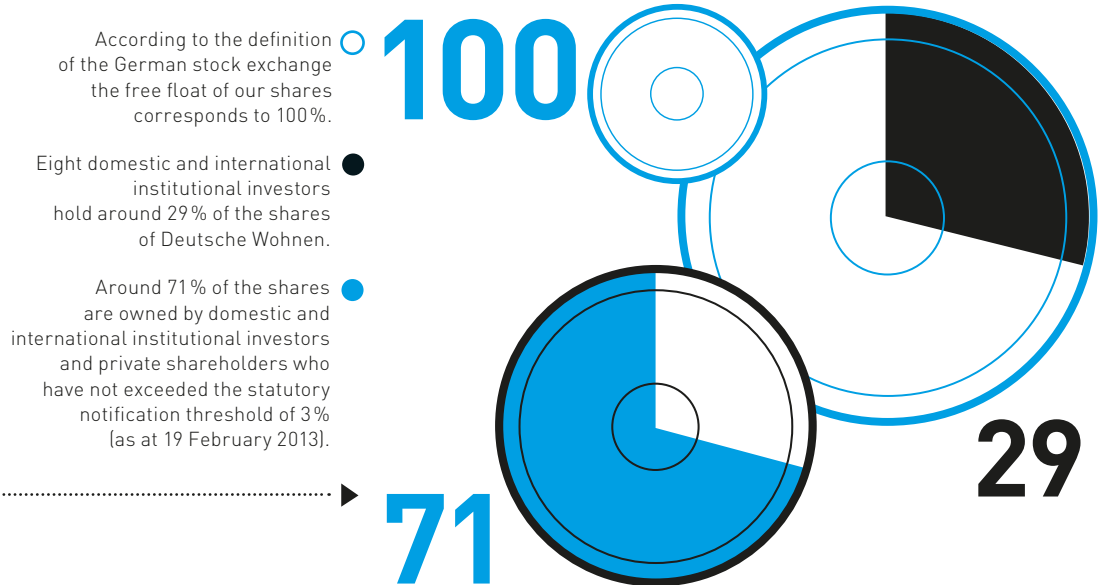 According to the definition
of the German stock exchange
the free float of our shares
corresponds to 100%.
100
Eight domestic and international
institutional investors
hold around 29% of the shares
of Deutsche Wohnen.
Around 71% of the shares
are owned by domestic and
international institutional investors
and private shareholders who
have not exceeded the statutory
notification threshold of 3%
(as at 19 February 2013).
29
71